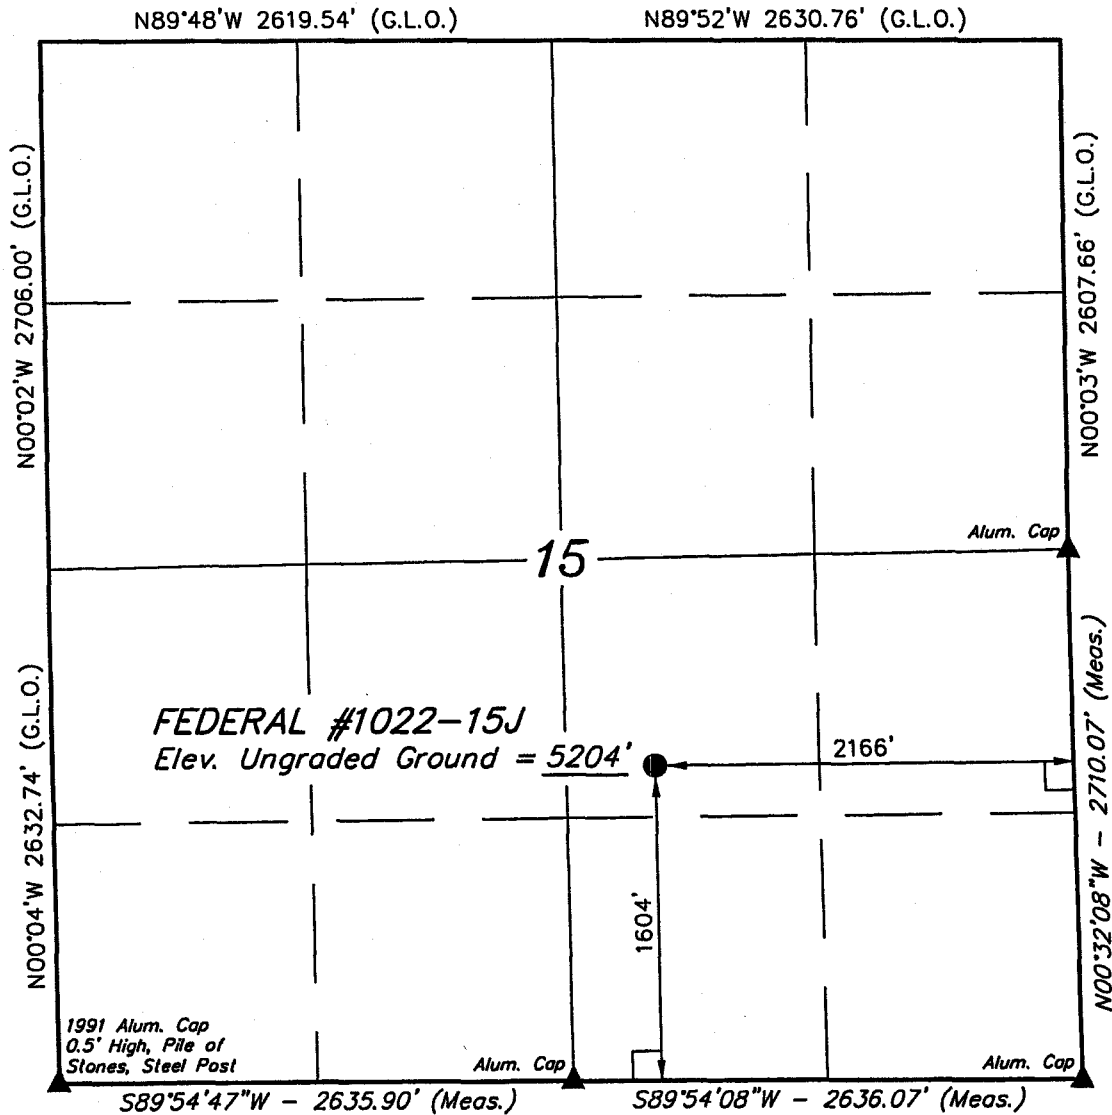 N89°48'W 2619.54' (G.L.O.)
N89°52'W 2630.76' (G.L.O.)
N00°02'W 2706.00' (G.L.O.)
N00°03'W 2607.66' (G.L.O.)
Alum. Cap
15
N00°04'W 2632.74' (G.L.O.)
FEDERAL #1022-15J
Elev. Ungraded Ground = 5204'
2166'
1604'
N00°32'08"W - 2710.07' (Meas.)
1991 Alum. Cap
0.5' High, Pile of
Stones, Steel Post
Alum. Cap
Alum. Cap
S89°54'47"W - 2635.90' (Meas.)
S89°54'08"W - 2636.07' (Meas.)